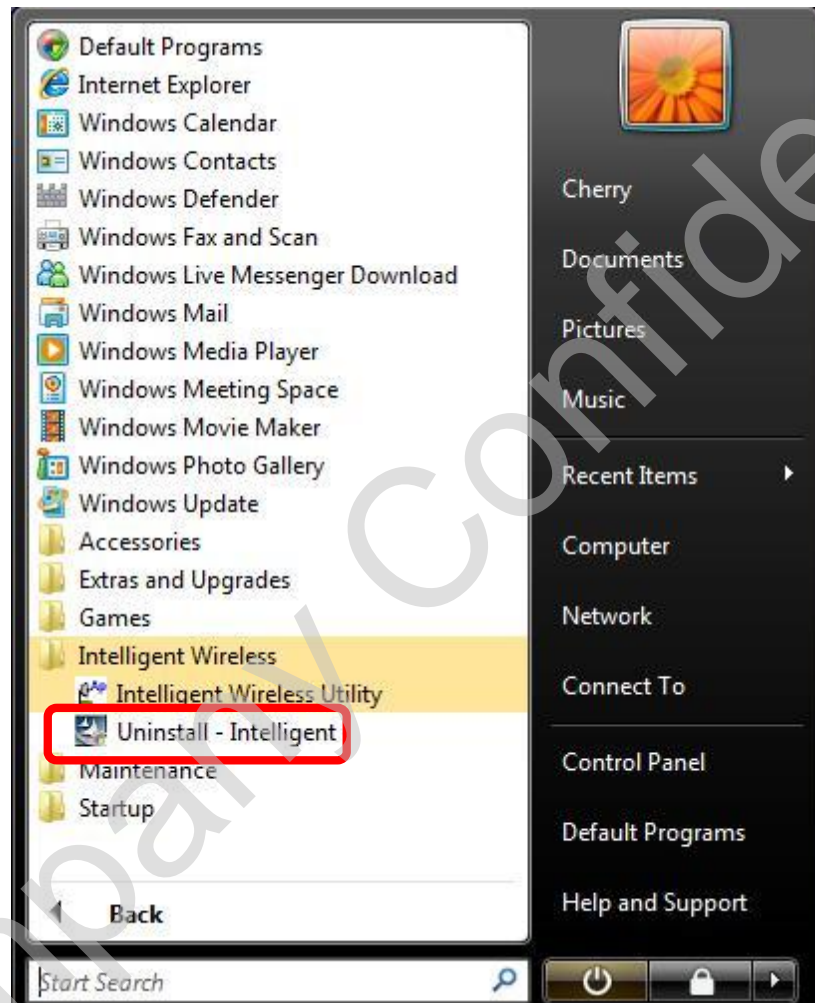 Default Programs
Internet Explorer
Windows Calendar
Windows Contacts
Windows Defender
Windows Fax and Scan
Windows Live Messenger Download
Windows Mail
Windows Media Player
Windows Meeting Space
Windows Movie Maker
Windows Photo Gallery
Windows Update
Accessories
Extras and Upgrades
Games
Intelligent Wireless
Intelligent Wireless Utility
Uninstall - Intelligent
Maintenance
Startup
Back
Start Search
Cherry
Documents
Pictures
Music
Recent Items
Computer
Network
Connect To
Control Panel
Default Programs
Help and Support
mpany Confide